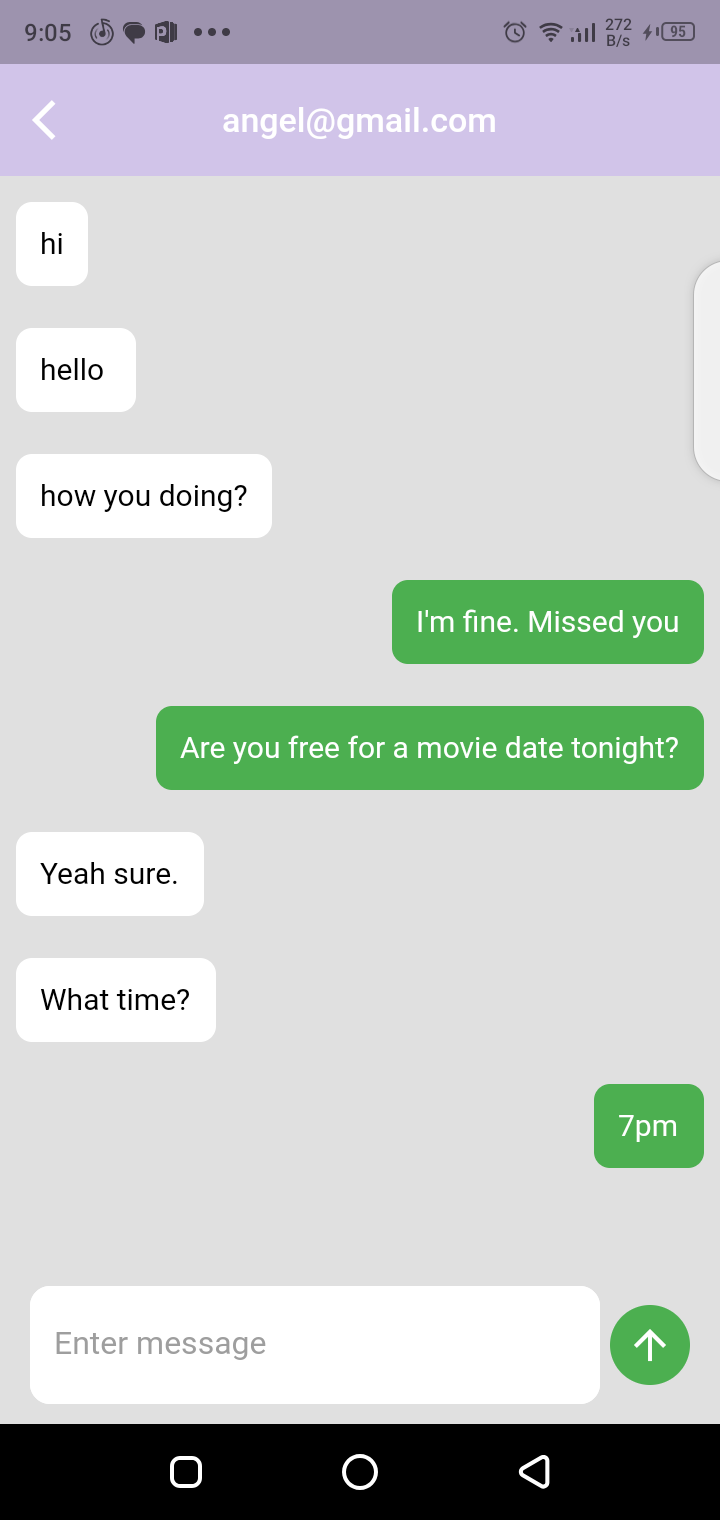 9:05
272
B/s
95
angel@gmail.com
hi
hello
how you doing?
I'm fine. Missed you
Are you free for a movie date tonight?
Yeah sure.
What time?
7pm
Enter message